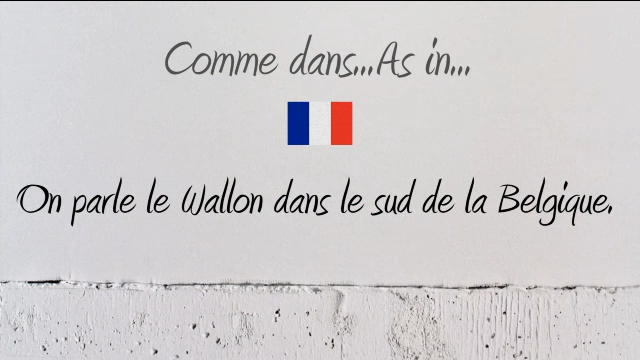 Comme dans...As in...
On parle le Wallon dans le sud de la Belgique.